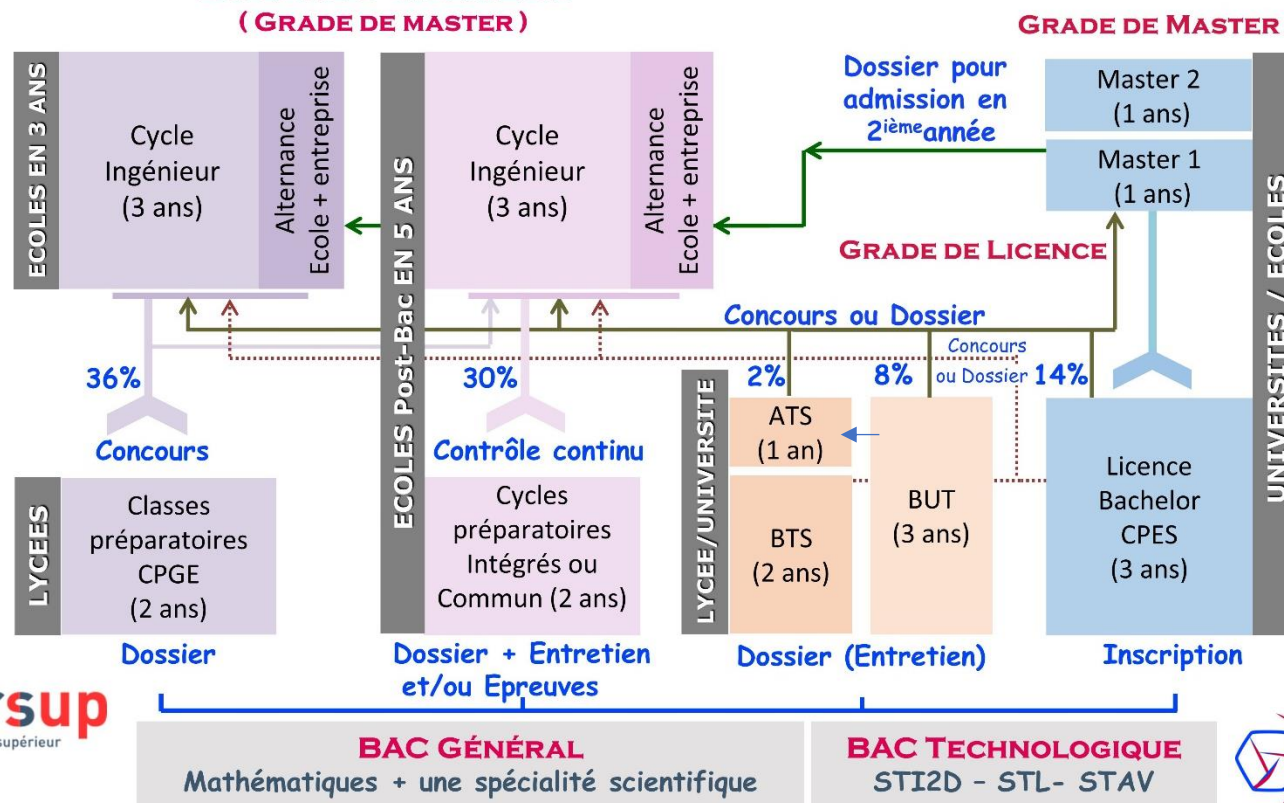 ( GRADE DE MASTER )
GRADE DE MASTER
ECOLES EN 3 ANS
Cycle
Ingénieur
(3 ans)
Alternance
Ecole + entreprise
ECOLES Post-Bac EN 5 ANS
Cycle
Ingénieur
(3 ans)
Alternance
Ecole + entreprise
Dossier pour
admission en
2ième année
Master 2
(1 ans)
Master 1
(1 ans)
UNIVERSITES / ECOLES
GRADE DE LICENCE
Concours ou Dossier
Concours
ou Dossier
36%
30%
2%
8%
14%
Concours
Contrôle continu
LYCEES
Classes
préparatoires
CPGE
(2 ans)
Cycles
préparatoires
Intégrés ou
Commun (2 ans)
LYCEE/UNIVERSITE
ATS
(1 an)
BTS
(2 ans)
BUT
(3 ans)
Licence
Bachelor
CPES
(3 ans)
Dossier
Dossier + Entretien
et/ou Epreuves
Dossier (Entretien)
Inscription
rsup
supérieur
BAC GÉNÉRAL
Mathématiques + une spécialité scientifique
BAC TECHNOLOGIQUE
STI2D – STL- STAV